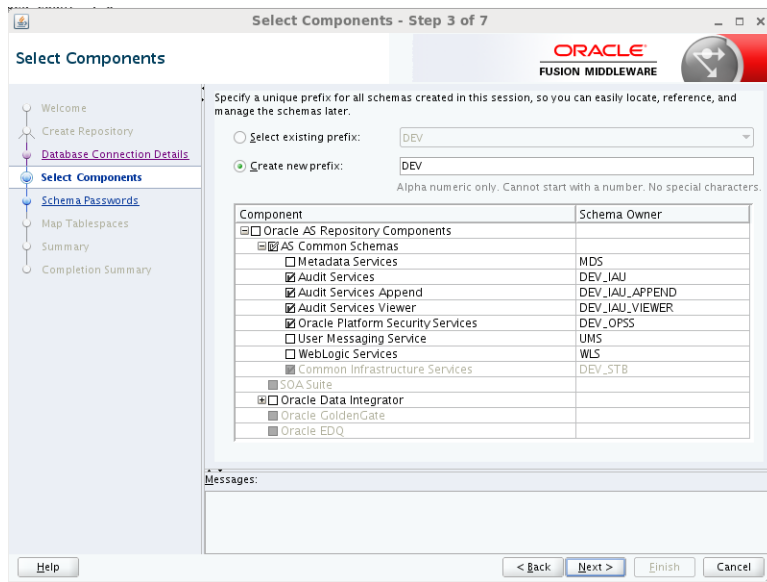 Select Components - Step 3 of 7
Select Components
ORACLE
FUSION MIDDLEWARE
Welcome
Create Repository
Database Connection Details
Select Components
Schema Passwords
Map Tablespaces
Summary
Completion Summary
Specify a unique prefix for all schemas created in this session, so you can easily locate, reference, and
manage the schemas later.
Select existing prefix: DEV
Create new prefix: DEV
Alpha numeric only. Cannot start with a number. No special characters.
Component Schema Owner
Oracle AS Repository Components
AS Common Schemas
Metadata Services MDS
Audit Services DEV_IAU
Audit Services Append DEV_IAU_APPEND
Audit Services Viewer DEV_IAU_VIEWER
Oracle Platform Security Services DEV_OPSS
User Messaging Service UMS
WebLogic Services WLS
Common Infrastructure Services DEV_STB
SOA Suite
Oracle Data Integrator
Oracle GoldenGate
Oracle EDQ
Messages:
Help < Back Next > Finish Cancel